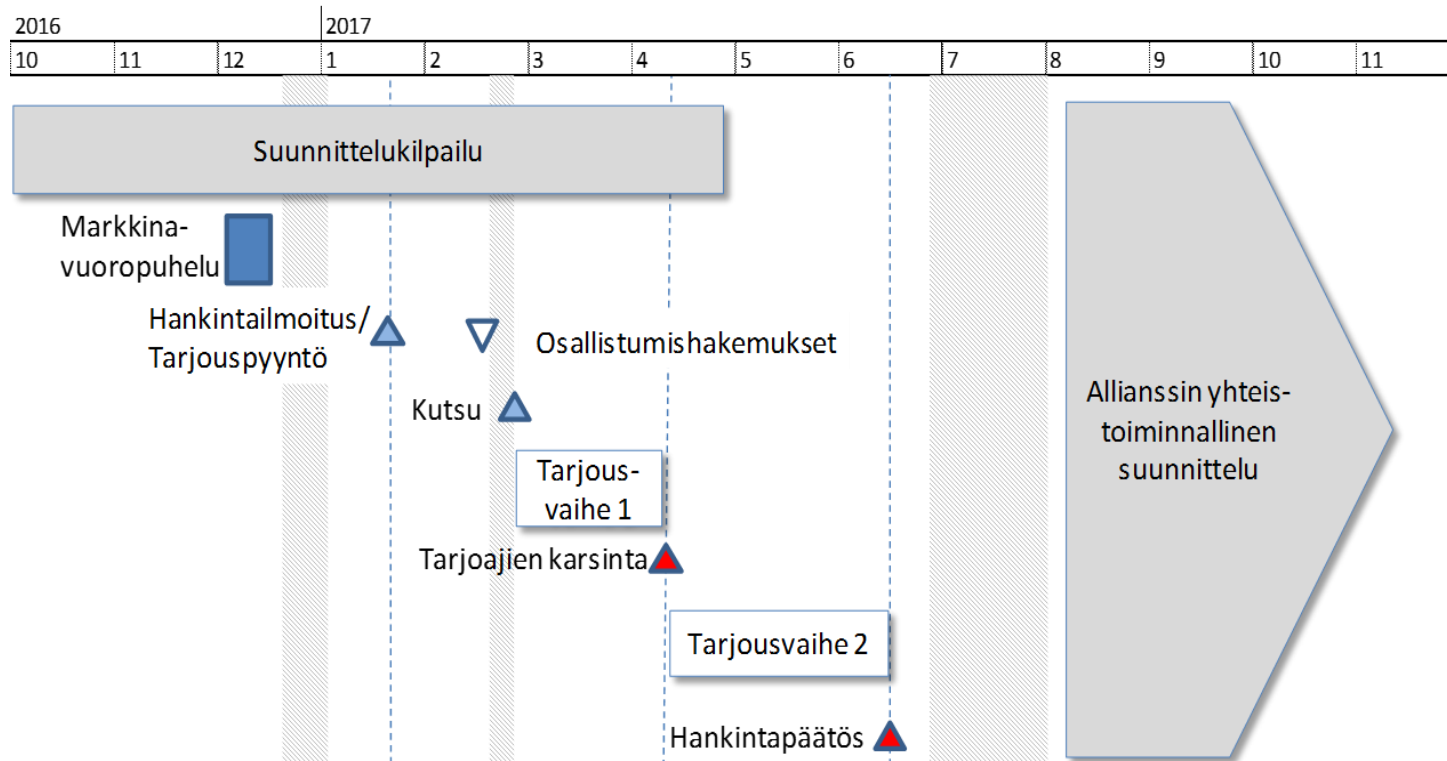 2016 2017
10 11 12 1 2 3 4 5 6 7 8 9 10 11
Suunnittelukilpailu
Markkina-
vuoropuhelu
Hankintailmoitus/
Tarjouspyyntö
Osallistumishakemukset
Kutsu
Tarjous-
vaihe 1
Tarjoajien karsinta
Tarjousvaihe 2
Hankintapäätös
Allianssin yhteis-
toiminnallinen
suunnittelu